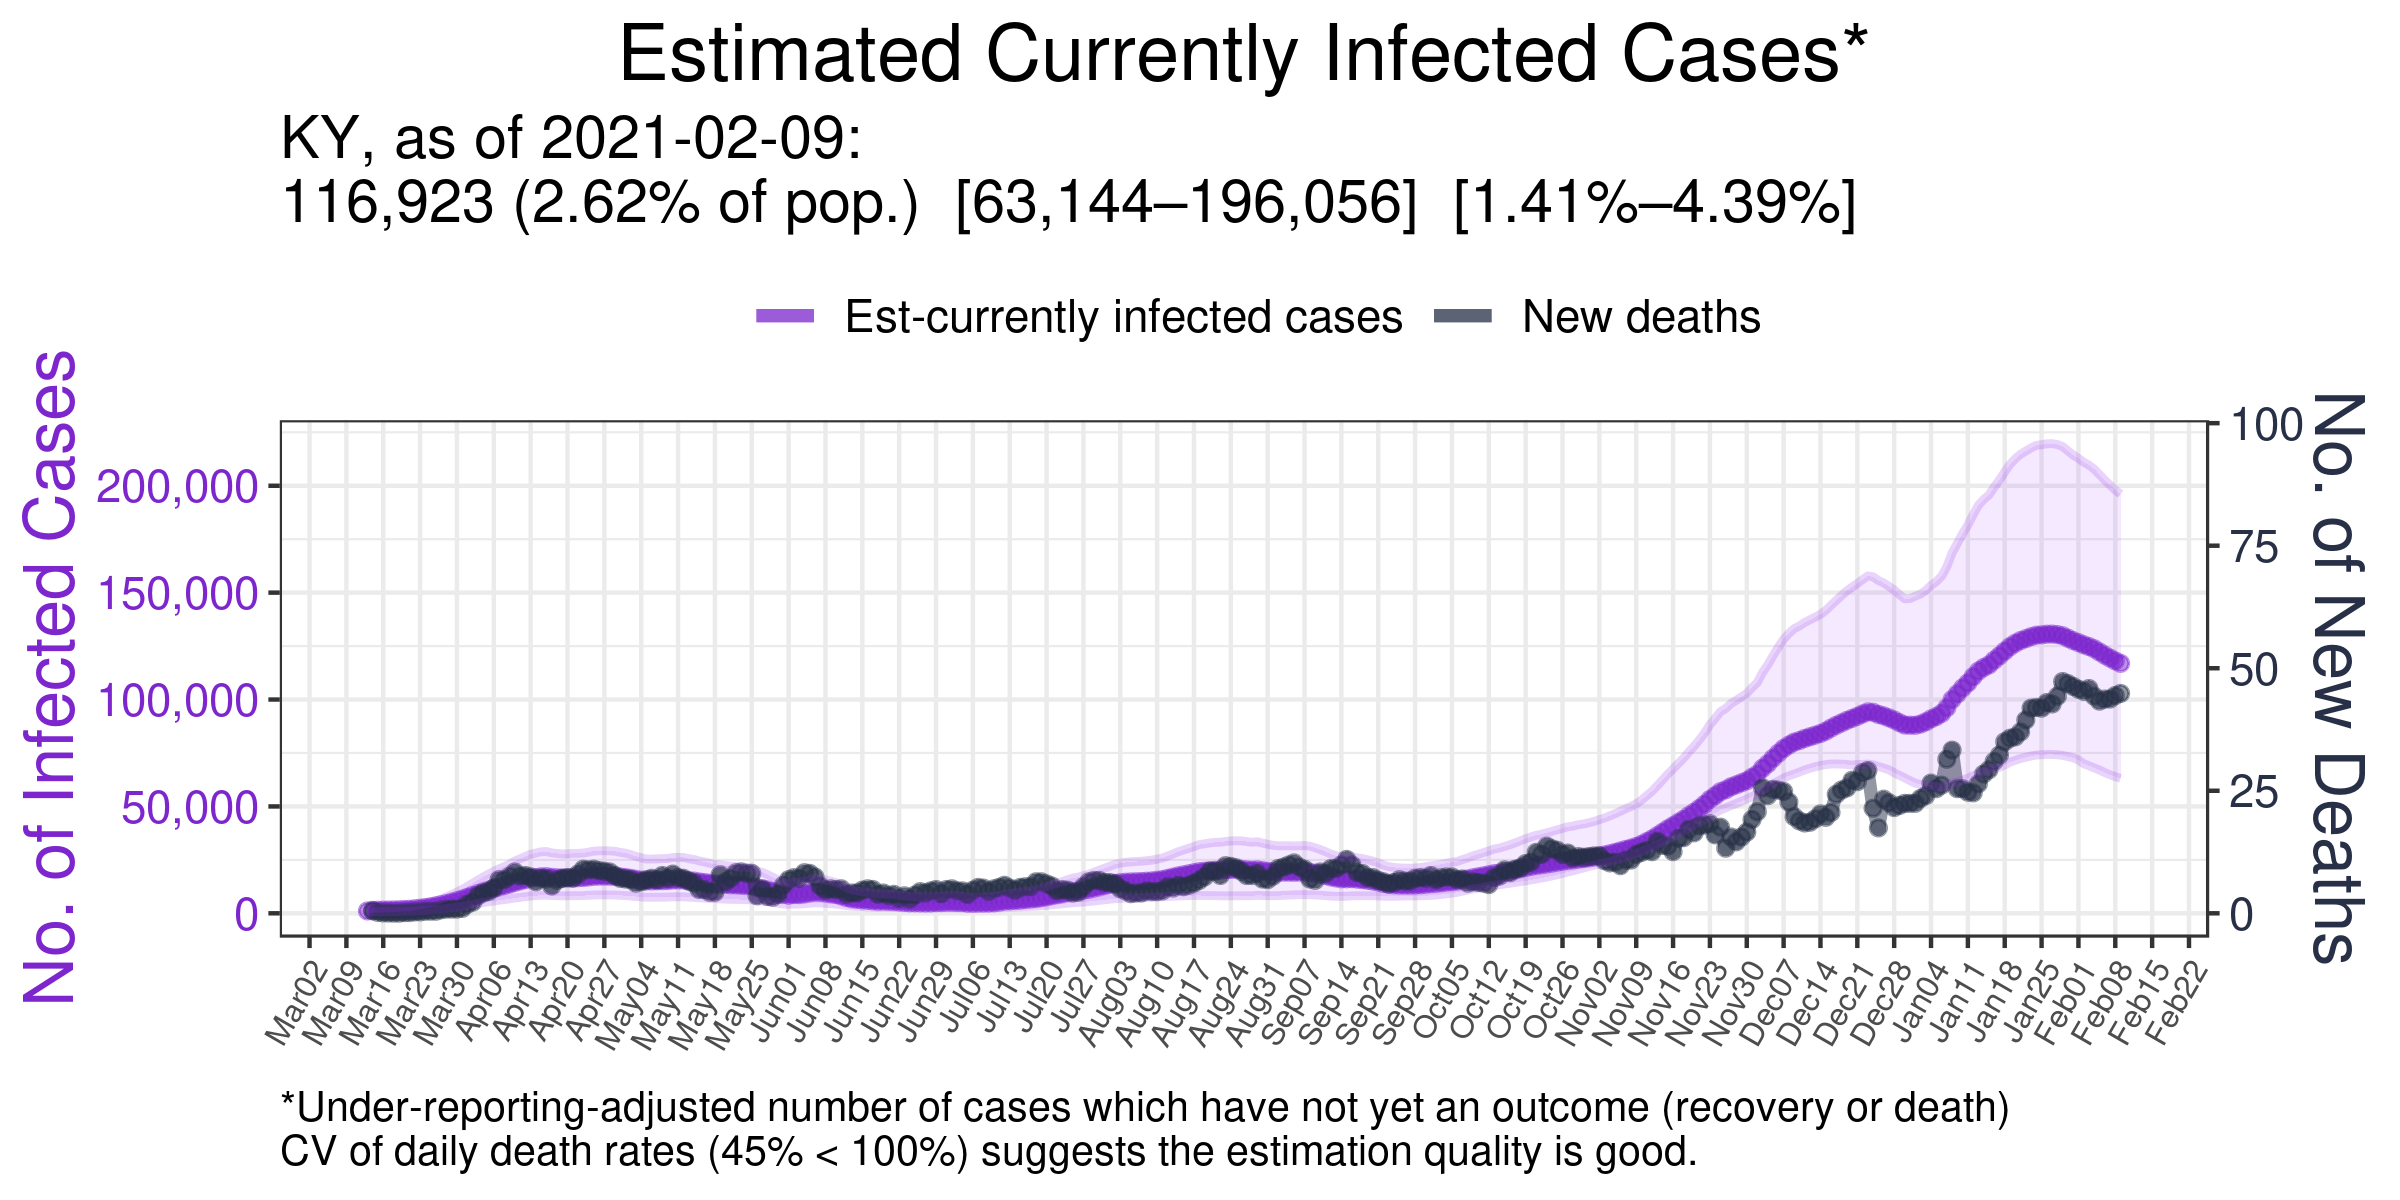 Estimated Currently Infected Cases*
KY, as of 2021-02-09:
116,923 (2.62% of pop.)  [63,144–196,056]  [1.41%–4.39%]
Est-currently infected cases
New deaths
No. of Infected Cases
200,000
150,000
100,000
50,000
0
100
75
50
25
0
No. of New Deaths
Mar02
Mar09
Mar16
Mar23
Mar30
Apr06
Apr13
Apr20
Apr27
May04
May11
May18
May25
Jun01
Jun08
Jun15
Jun22
Jun29
Jul06
Jul13
Jul20
Jul27
Aug03
Aug10
Aug17
Aug24
Aug31
Sep07
Sep14
Sep21
Sep28
Oct05
Oct12
Oct19
Oct26
Nov02
Nov09
Nov16
Nov23
Nov30
Dec07
Dec14
Dec21
Dec28
Jan04
Jan11
Jan18
Jan25
Feb01
Feb08
Feb15
Feb22
*Under-reporting-adjusted number of cases which have not yet an outcome (recovery or death)
CV of daily death rates (45% < 100%) suggests the estimation quality is good.